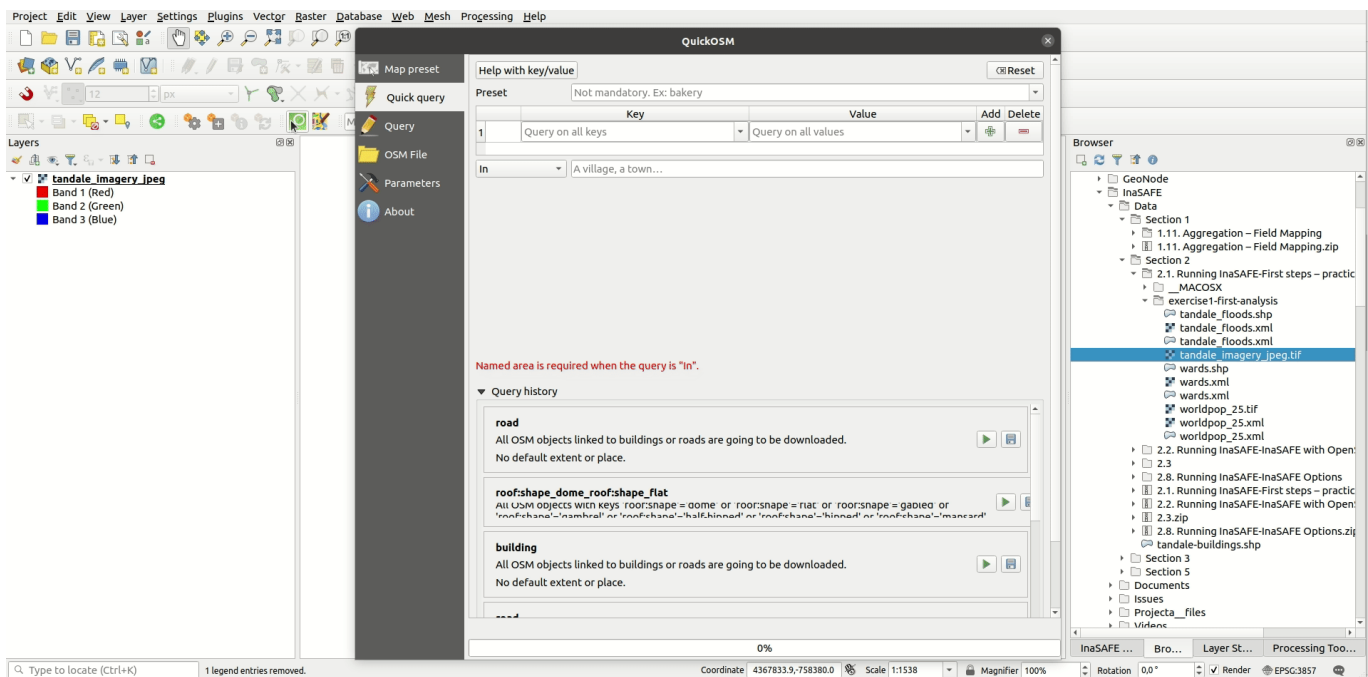 Project Edit View Layer Settings Plugins Vector Raster Database Web Mesh Processing Help
QuickOSM
12
px
Layers
tandale_imagery_jpeg
Band 1 (Red)
Band 2 (Green)
Band 3 (Blue)
Map preset
Quick query
Query
OSM File
Parameters
About
Help with key/value
Reset
Preset
Not mandatory. Ex: bakery
Key Value Add Delete
1 Query on all keys Query on all values
In A village, a town...
Named area is required when the query is "In".
Query history
road
All OSM objects linked to buildings or roads are going to be downloaded.
No default extent or place.
roof:shape_dome_roof:shape_flat
All OSM objects with keys 'roof:shape'='dome' or 'roof:shape'='flat' or 'roof:shape'='gabled' or
'roof:shape'='gambrel' or 'roof:shape'='half-hipped' or 'roof:shape'='hipped' or 'roof:shape'='mansard'
building
All OSM objects linked to buildings or roads are going to be downloaded.
No default extent or place.
road
0%
Browser
GeoNode
InaSAFE
Data
Section 1
1.11. Aggregation – Field Mapping
1.11. Aggregation – Field Mapping.zip
Section 2
2.1. Running InaSAFE-First steps – practic
__MACOSX
exercise1-first-analysis
tandale_floods.shp
tandale_floods.xml
tandale_floods.xml
tandale_imagery_jpeg.tif
wards.shp
wards.xml
wards.xml
worldpop_25.tif
worldpop_25.xml
worldpop_25.xml
2.2. Running InaSAFE-InaSAFE with Open
2.3
2.8. Running InaSAFE-InaSAFE Options
2.1. Running InaSAFE-First steps – practic
2.2. Running InaSAFE-InaSAFE with Open
2.3.zip
2.8. Running InaSAFE-InaSAFE Options.zip
tandale-buildings.shp
Section 3
Section 5
Documents
Issues
Projecta__files
Videos
InaSAFE ... Bro... Layer St... Processing Too...
Type to locate (Ctrl+K) 1 legend entries removed. Coordinate 4367833.9,-758380.0 Scale 1:1538 Magnifier 100% Rotation 0,0 ° Render EPSG:3857